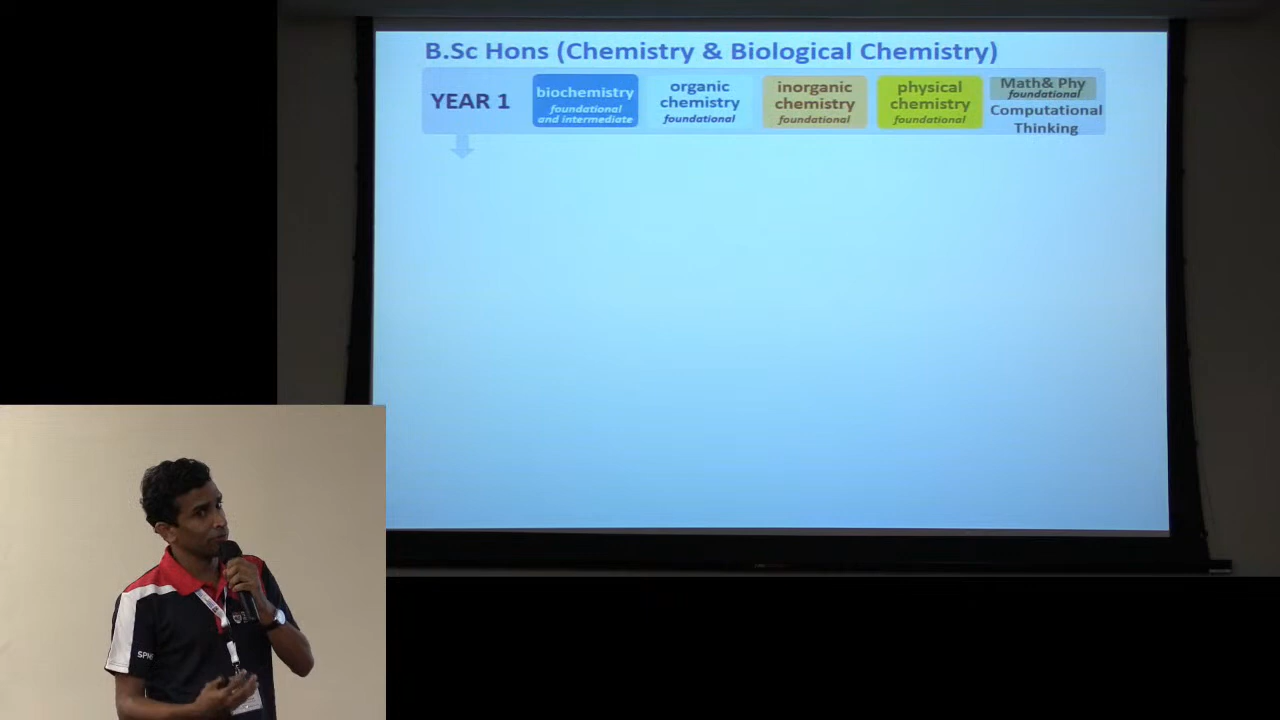 B.Sc Hons (Chemistry & Biological Chemistry)
YEAR 1
biochemistry
foundational
and intermediate
organic
chemistry
foundational
inorganic
chemistry
foundational
physical
chemistry
foundational
Math& Phy
foundational
Computational
Thinking